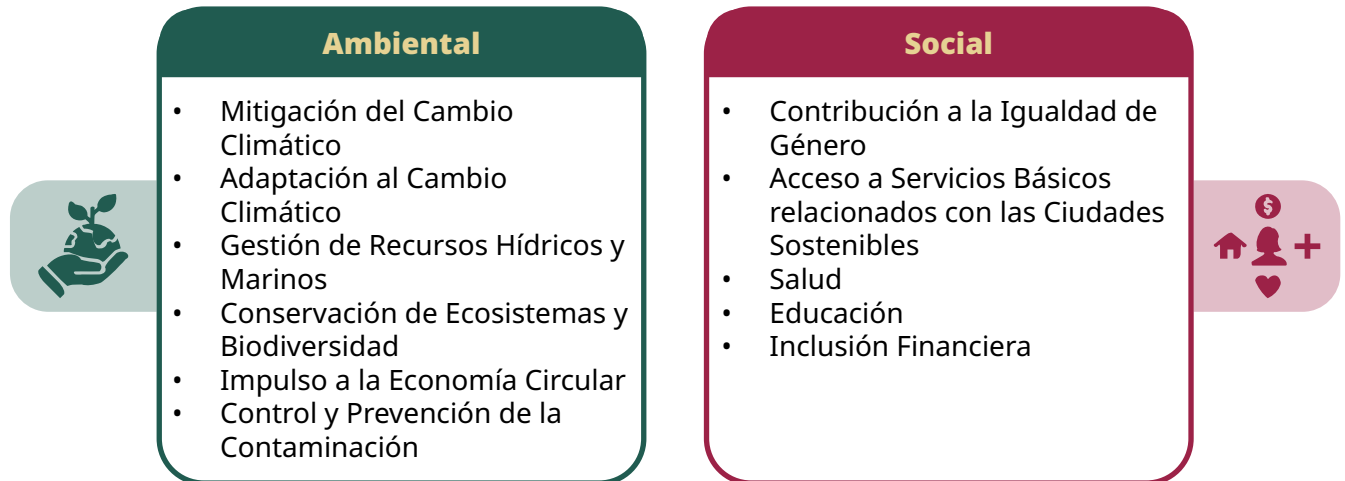 Ambiental
• Mitigación del Cambio
Climático
• Adaptación al Cambio
Climático
• Gestión de Recursos Hídricos y
Marinos
• Conservación de Ecosistemas y
Biodiversidad
• Impulso a la Economía Circular
• Control y Prevención de la
Contaminación
Social
• Contribución a la Igualdad de
Género
• Acceso a Servicios Básicos
relacionados con las Ciudades
Sostenibles
• Salud
• Educación
• Inclusión Financiera
$